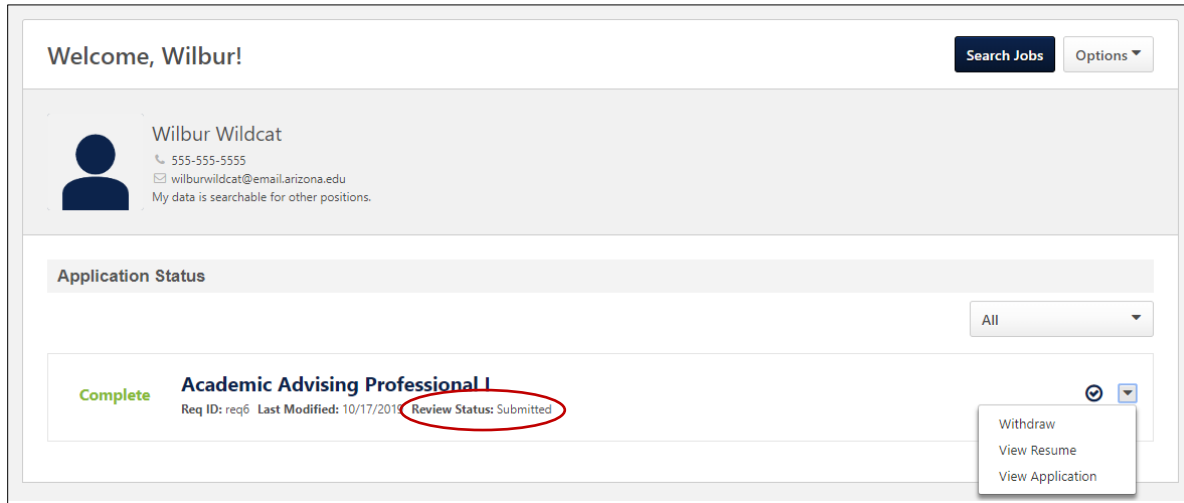 Welcome, Wilbur!
Search Jobs
Options
Wilbur Wildcat
555-555-5555
wilburwildcat@email.arizona.edu
My data is searchable for other positions.
Application Status
All
Complete
Academic Advising Professional I
Req ID: req6 Last Modified: 10/17/2019 Review Status: Submitted
Withdraw
View Resume
View Application